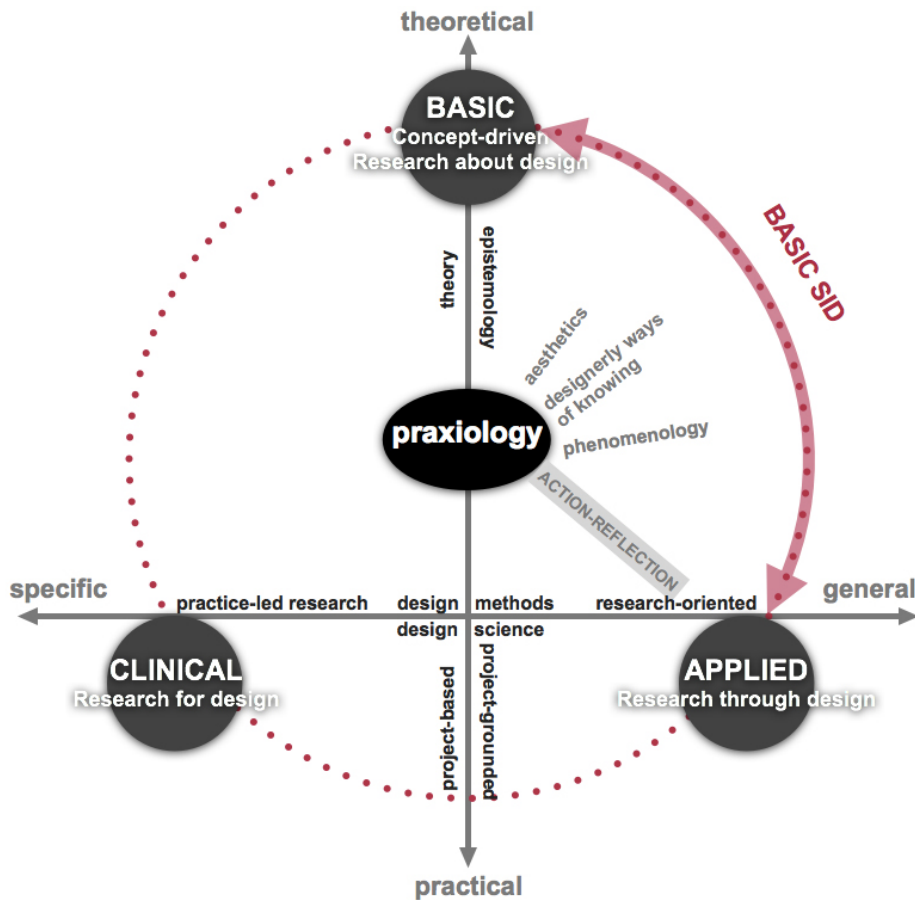 theoretical
BASIC
Concept-driven
Research about design
BASIC SID
theory
epistemology
aesthetics
designerly ways
of knowing
phenomenology
praxiology
ACTION-REFLECTION
specific
general
practice-led research
design
methods
research-oriented
design
science
CLINICAL
Research for design
project-based
project-grounded
APPLIED
Research through design
practical